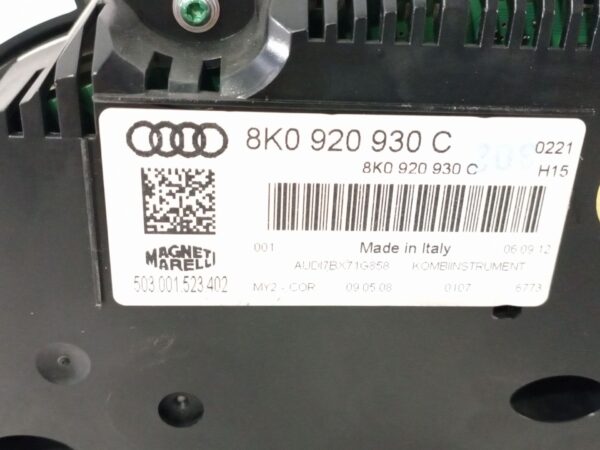 8K0 920 930 C 0221
8K0 920 930 C H15
001 Made in Italy 06.09.12
AUDI7BX71G858 KOMBIINSTRUMENT
MAGNETI
MARELLI
503.001.523.402
MY2 - COR 09.05.08 0107 6773